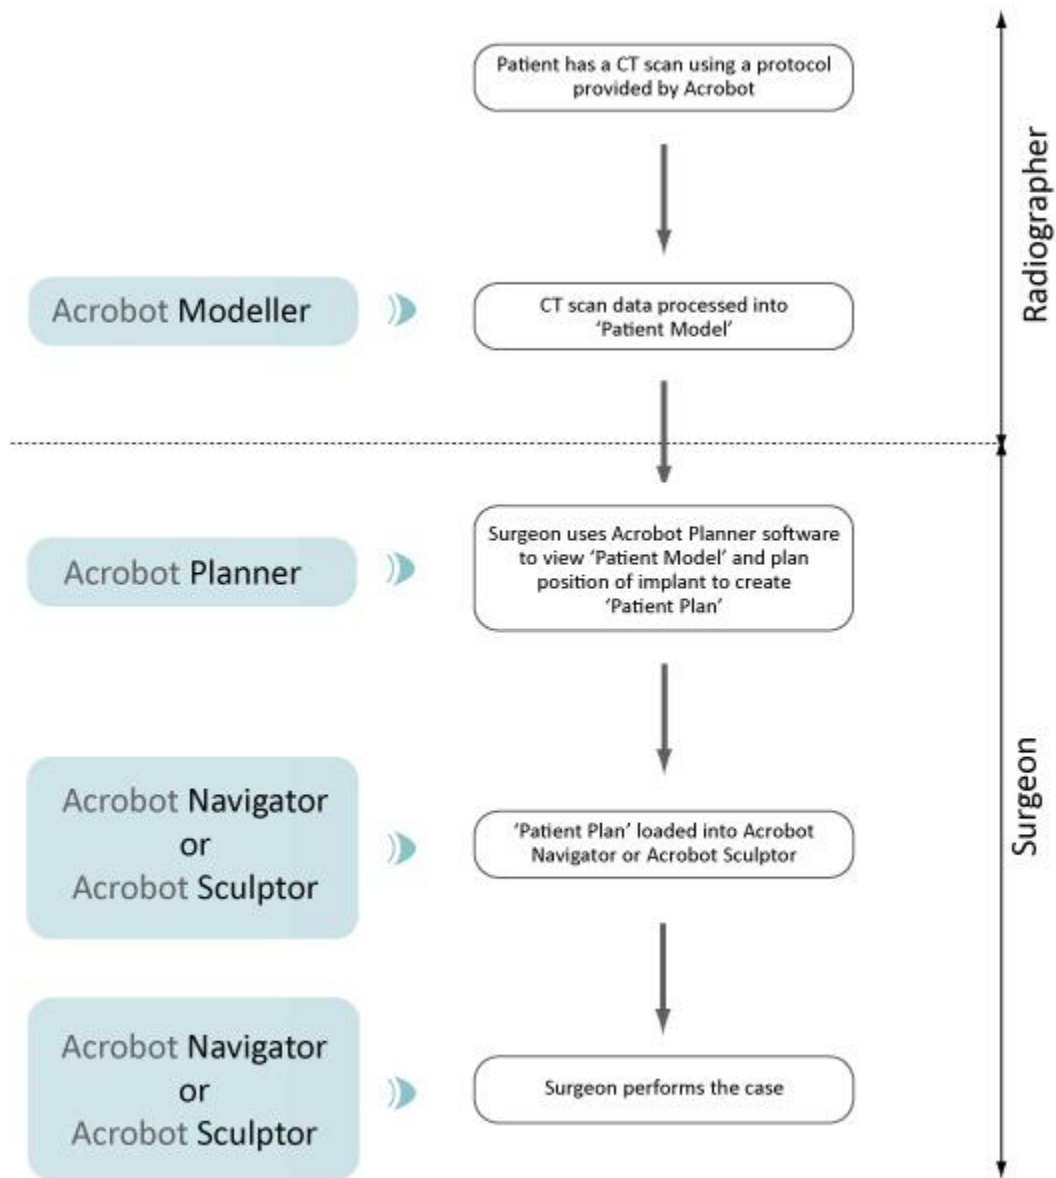 Patient has a CT scan using a protocol
provided by Acrobot
Radiographer
Acrobot Modeller
CT scan data processed into
‘Patient Model’
Acrobot Planner
Surgeon uses Acrobot Planner software
to view ‘Patient Model’ and plan
position of implant to create
‘Patient Plan’
Surgeon
Acrobot Navigator
or
Acrobot Sculptor
‘Patient Plan’ loaded into Acrobot
Navigator or Acrobot Sculptor
Acrobot Navigator
or
Acrobot Sculptor
Surgeon performs the case